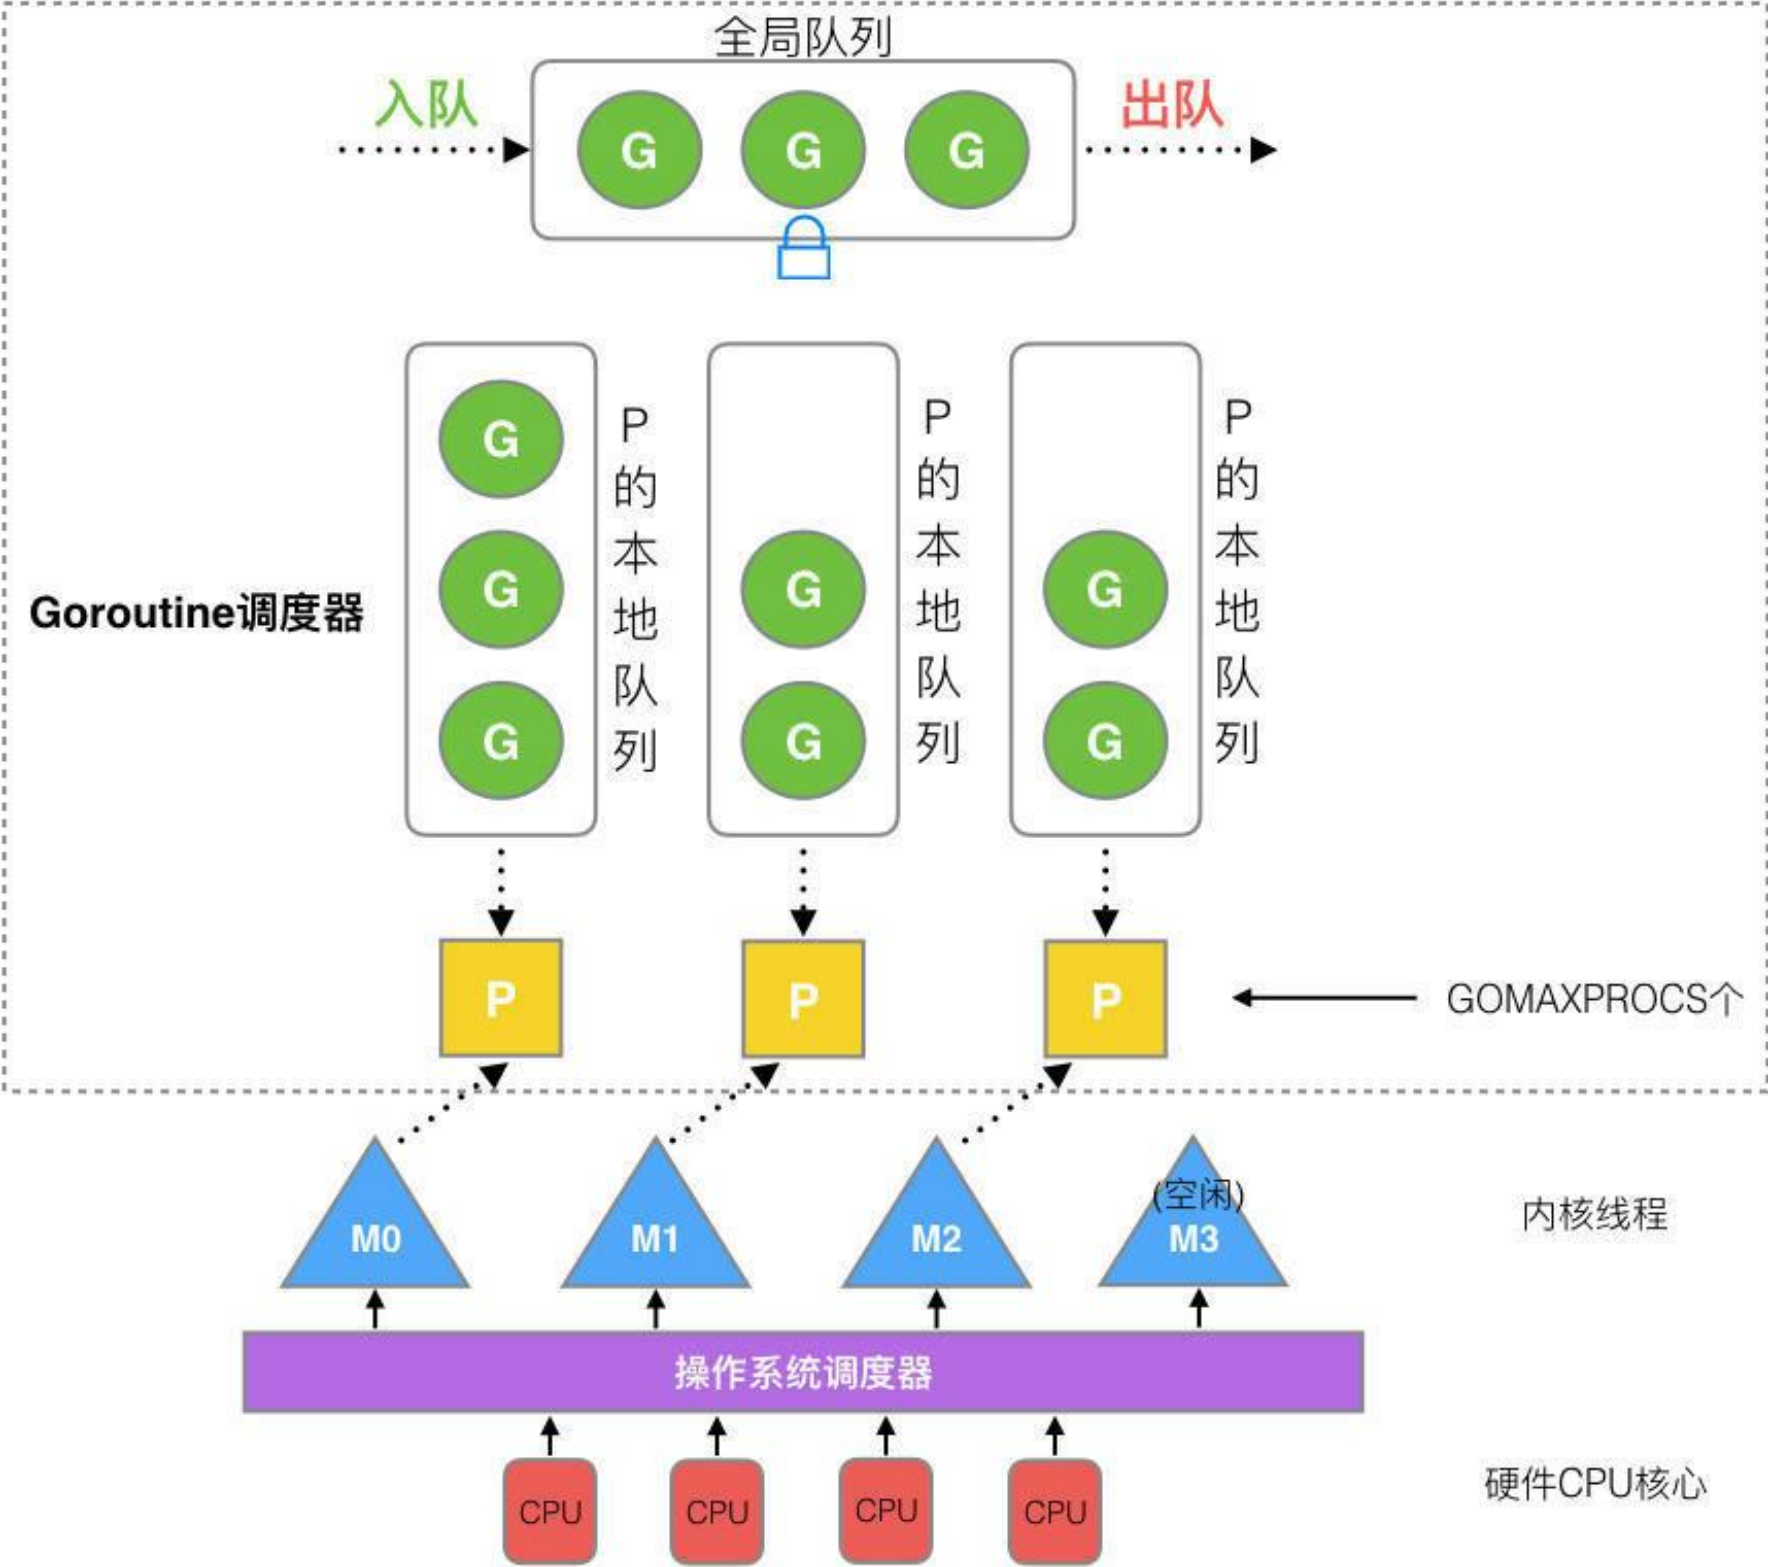 全局队列
入队
出队
G G G
G
G
G
P的本地队列
G
G
P的本地队列
G
G
P的本地队列
Goroutine调度器
P P P
GOMAXPROCS个
(空闲)
M0 M1 M2 M3
内核线程
操作系统调度器
CPU CPU CPU CPU
硬件CPU核心